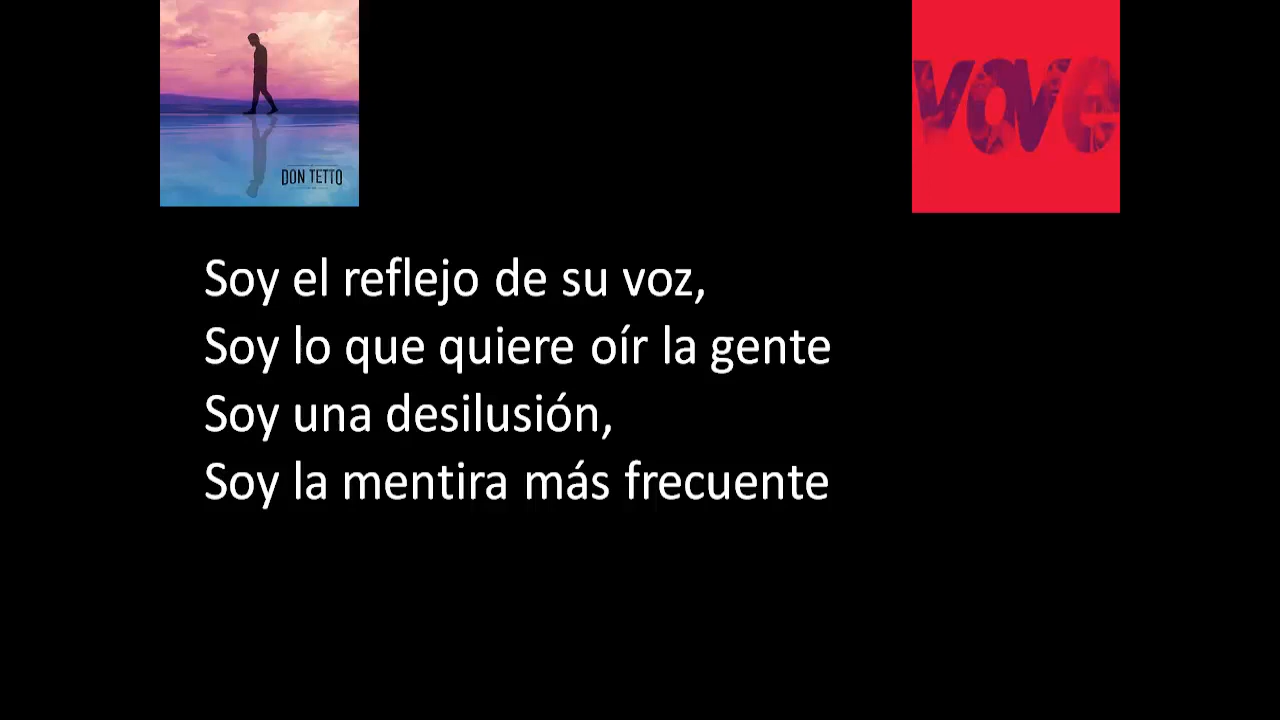 DON TETTO
vove
Soy el reflejo de su voz,
Soy lo que quiere oír la gente
Soy una desilusión,
Soy la mentira más frecuente